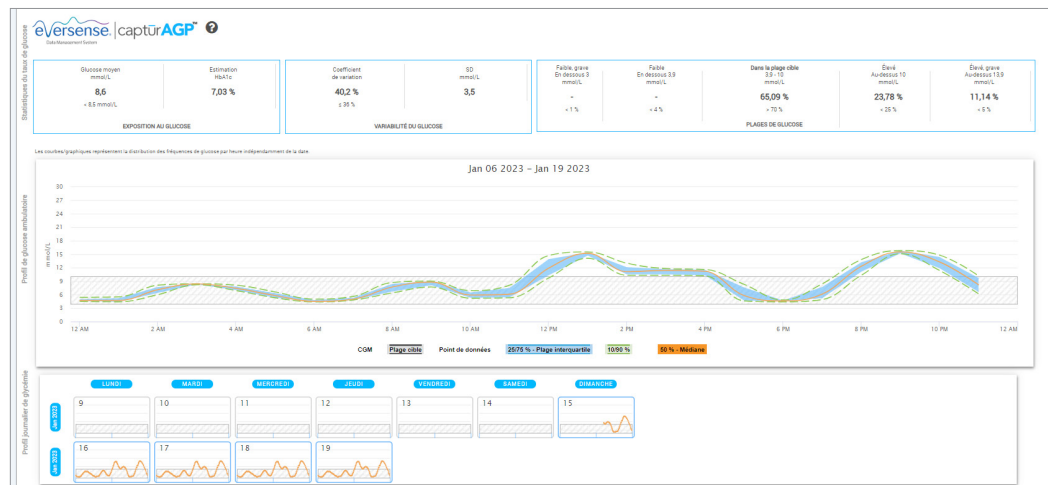 eversense. | captürAGP™ ?
Data Management System
Statistiques du taux de glucose
Glucose moyen
mmol/L
8,6
< 8.6 mmol/L
Estimation
HbA1c
7,03 %
EXPOSITION AU GLUCOSE
Coefficient
de variation
40,2 %
≤ 36 %
SD
mmol/L
3,5
VARIABILITÉ DU GLUCOSE
Faible, grave
En dessous 3
mmol/L
-
< 1 %
Faible
En dessous 3,9
mmol/L
-
< 4 %
Dans la plage cible
3,9 - 10
mmol/L
65,09 %
> 70 %
Élevé
Au-dessus 10
mmol/L
23,78 %
< 25 %
Élevé, grave
Au-dessus 13,9
mmol/L
11,14 %
< 5 %
PLAGES DE GLUCOSE
Les courbes/graphiques représentent la distribution des fréquences de glucose par heure indépendamment de la date.
Profil de glucose ambulatoire
Jan 06 2023 – Jan 19 2023
mmol/L
30
27
24
21
18
15
12
9
6
3
0
12 AM 2 AM 4 AM 6 AM 8 AM 10 AM 12 PM 2 PM 4 PM 6 PM 8 PM 10 PM 12 AM
CGM Plage cible Point de données 25/75 % - Plage interquartile 10/90 % 50 % - Médiane
Profil journalier de glycémie
LUNDI MARDI MERCREDI JEUDI VENDREDI SAMEDI DIMANCHE
Jan 2023
9 10 11 12 13 14 15
Jan 2023
16 17 18 19